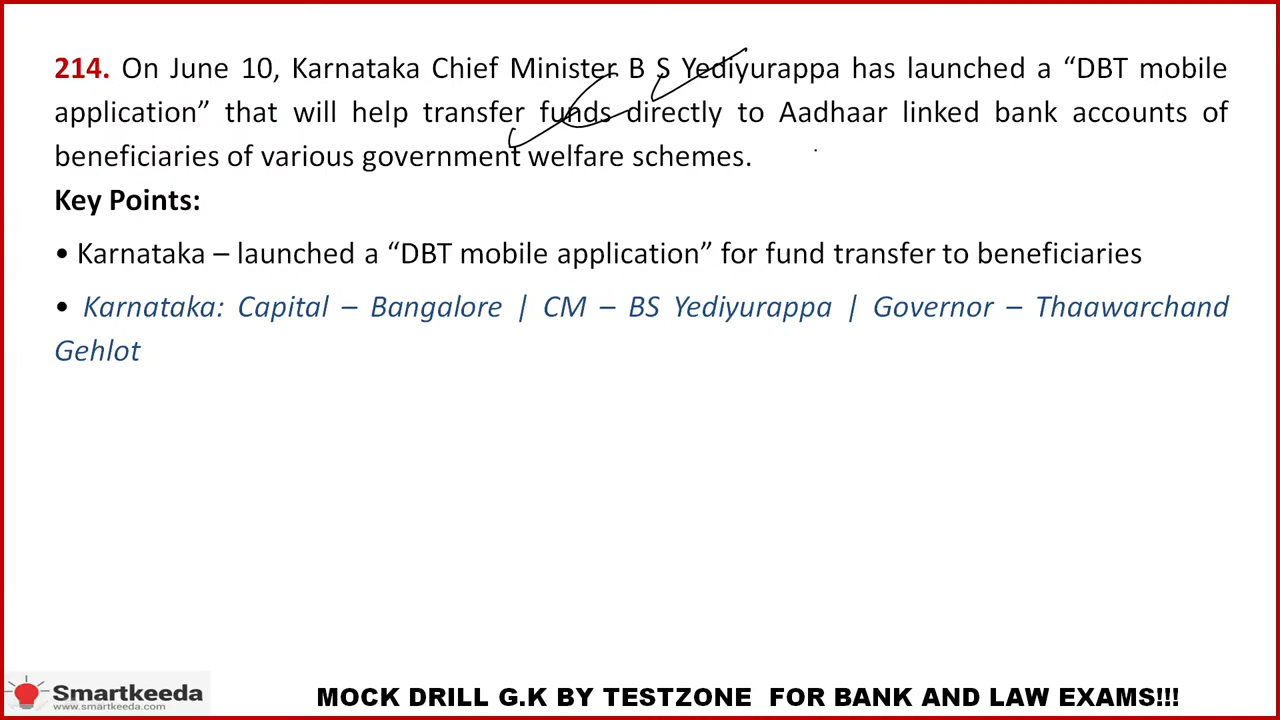 214. On June 10, Karnataka Chief Minister B S Yediyurappa has launched a “DBT mobile
application” that will help transfer funds directly to Aadhaar linked bank accounts of
beneficiaries of various government welfare schemes.
Key Points:
• Karnataka – launched a “DBT mobile application” for fund transfer to beneficiaries
• Karnataka: Capital – Bangalore | CM – BS Yediyurappa | Governor – Thaawarchand
Gehlot
Smartkeeda
www.smartkeeda.com
MOCK DRILL G.K BY TESTZONE FOR BANK AND LAW EXAMS!!!